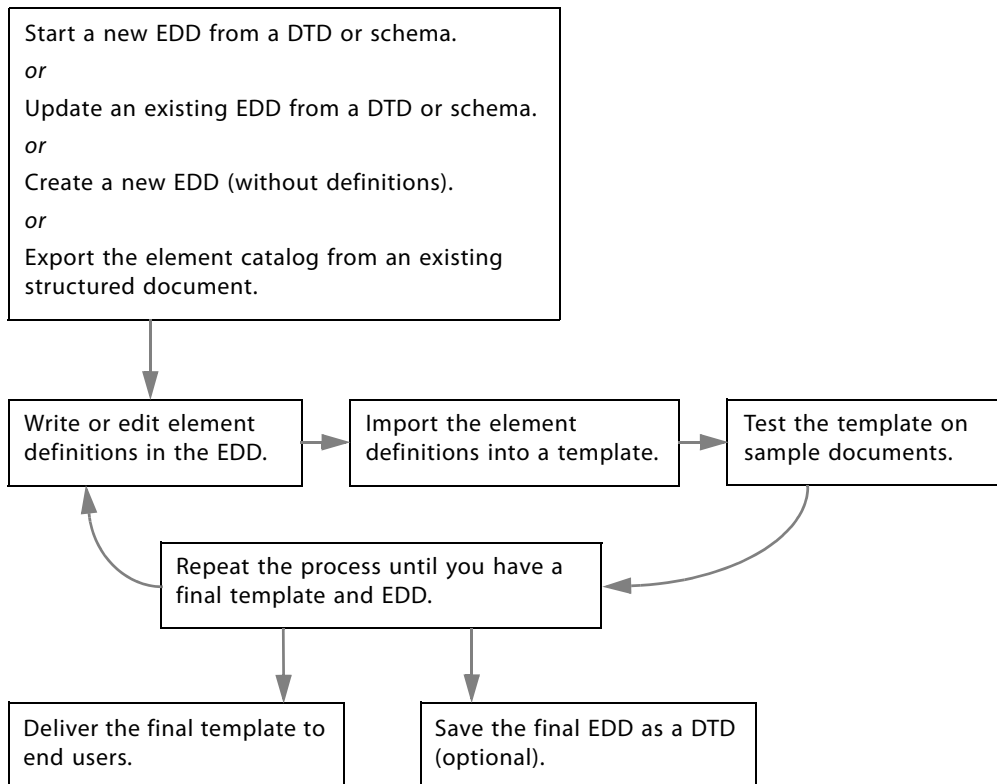 Start a new EDD from a DTD or schema.
or
Update an existing EDD from a DTD or schema.
or
Create a new EDD (without definitions).
or
Export the element catalog from an existing
structured document.
Write or edit element
definitions in the EDD.
Import the element
definitions into a template.
Test the template on
sample documents.
Repeat the process until you have a
final template and EDD.
Deliver the final template to
end users.
Save the final EDD as a DTD
(optional).